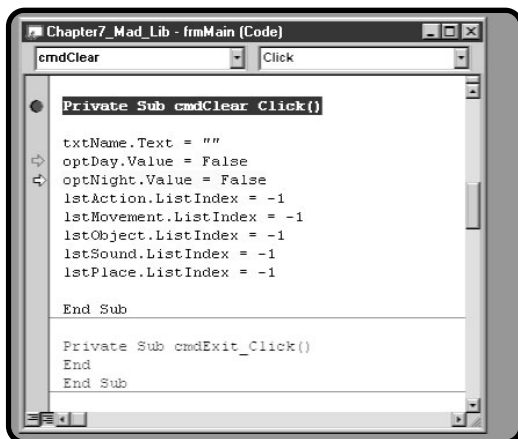 Chapter7_Mad_Lib - frmMain (Code)
cmdClear Click
Private Sub cmdClear_Click()
txtName.Text = ""
optDay.Value = False
optNight.Value = False
lstAction.ListIndex = -1
lstMovement.ListIndex = -1
lstObject.ListIndex = -1
lstSound.ListIndex = -1
lstPlace.ListIndex = -1
End Sub
Private Sub cmdExit_Click()
End
End Sub